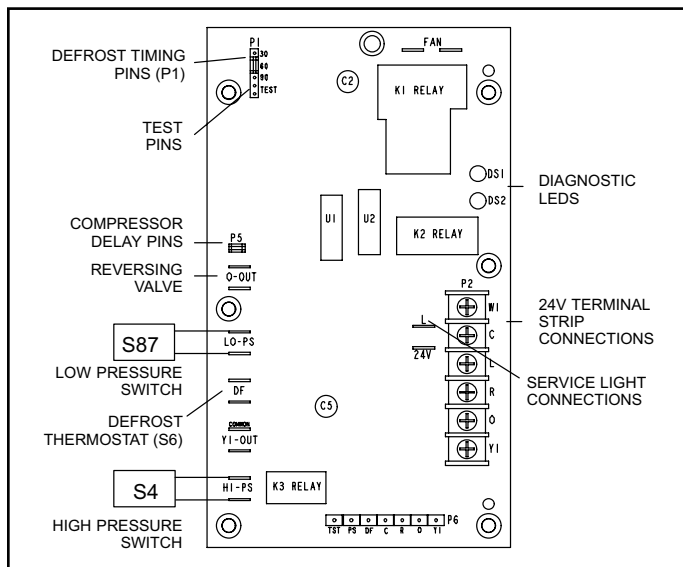 DEFROST TIMING
PINS (P1)
TEST
PINS
COMPRESSOR
DELAY PINS
REVERSING
VALVE
S87
LOW PRESSURE
SWITCH
DEFROST
THERMOSTAT (S6)
S4
HIGH PRESSURE
SWITCH
P1
30
60
90
TEST
FAN
C2
K1 RELAY
DS1
DS2
U1
U2
K2 RELAY
P5
O-OUT
LO-PS
DF
COMMON
Y1-OUT
HI-PS
K3 RELAY
C5
L
24V
P2
W1
C
L
R
O
Y1
TST
PS
DF
C
R
O
Y1
P6
DIAGNOSTIC
LEDS
24V TERMINAL
STRIP
CONNECTIONS
SERVICE LIGHT
CONNECTIONS